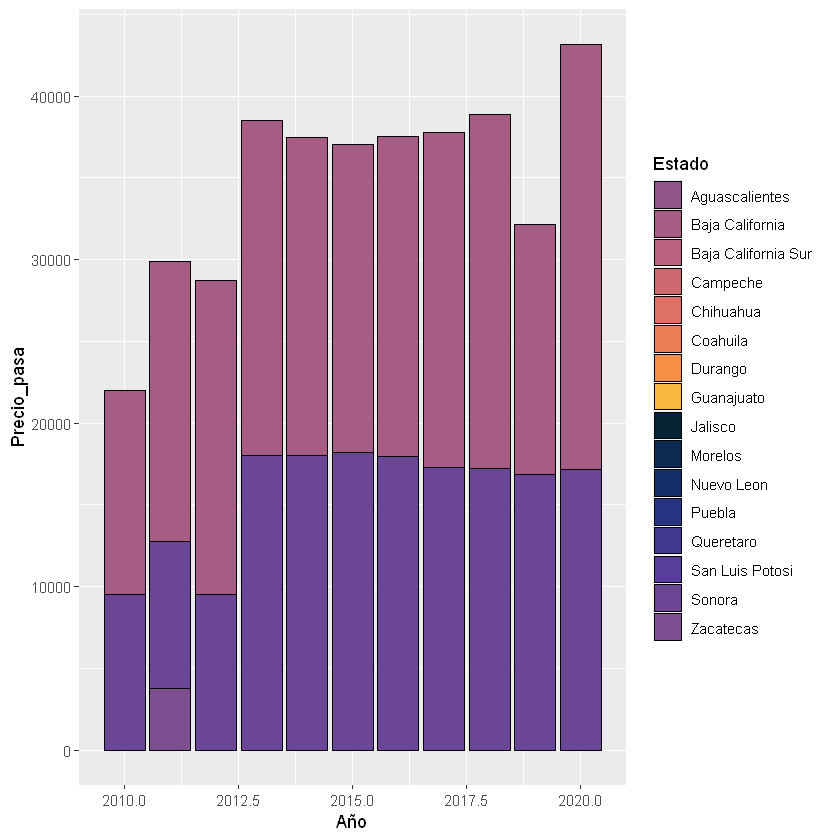 40000
30000
20000
10000
0
Precio_pasa
2010.0
2012.5
2015.0
2017.5
2020.0
Año
Estado
Aguascalientes
Baja California
Baja California Sur
Campeche
Chihuahua
Coahuila
Durango
Guanajuato
Jalisco
Morelos
Nuevo Leon
Puebla
Queretaro
San Luis Potosi
Sonora
Zacatecas